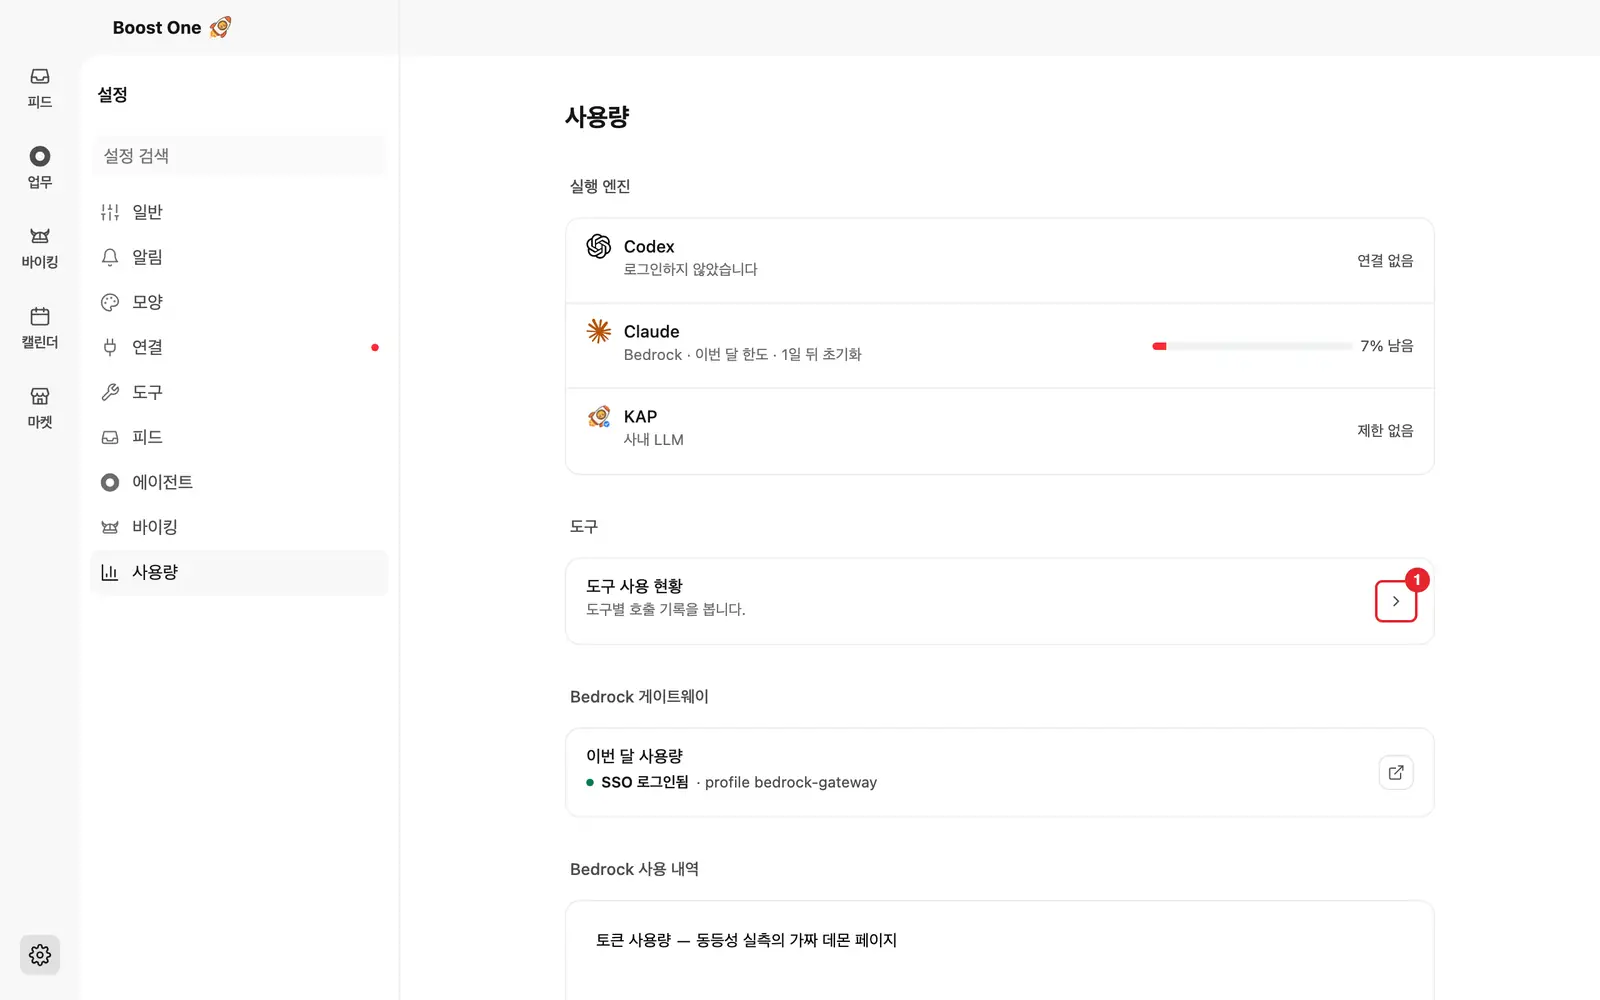 Boost One
피드
업무
바이킹
캘린더
마켓
설정
설정 검색
일반
알림
모양
연결
도구
피드
에이전트
바이킹
사용량
사용량
실행 엔진
Codex
로그인하지 않았습니다
연결 없음
Claude
Bedrock · 이번 달 한도 · 1일 뒤 초기화
7% 남음
KAP
사내 LLM
제한 없음
도구
도구 사용 현황
도구별 호출 기록을 봅니다.
1
Bedrock 게이트웨이
이번 달 사용량
SSO 로그인됨 · profile bedrock-gateway
Bedrock 사용 내역
토큰 사용량 — 동등성 실측의 가짜 데몬 페이지